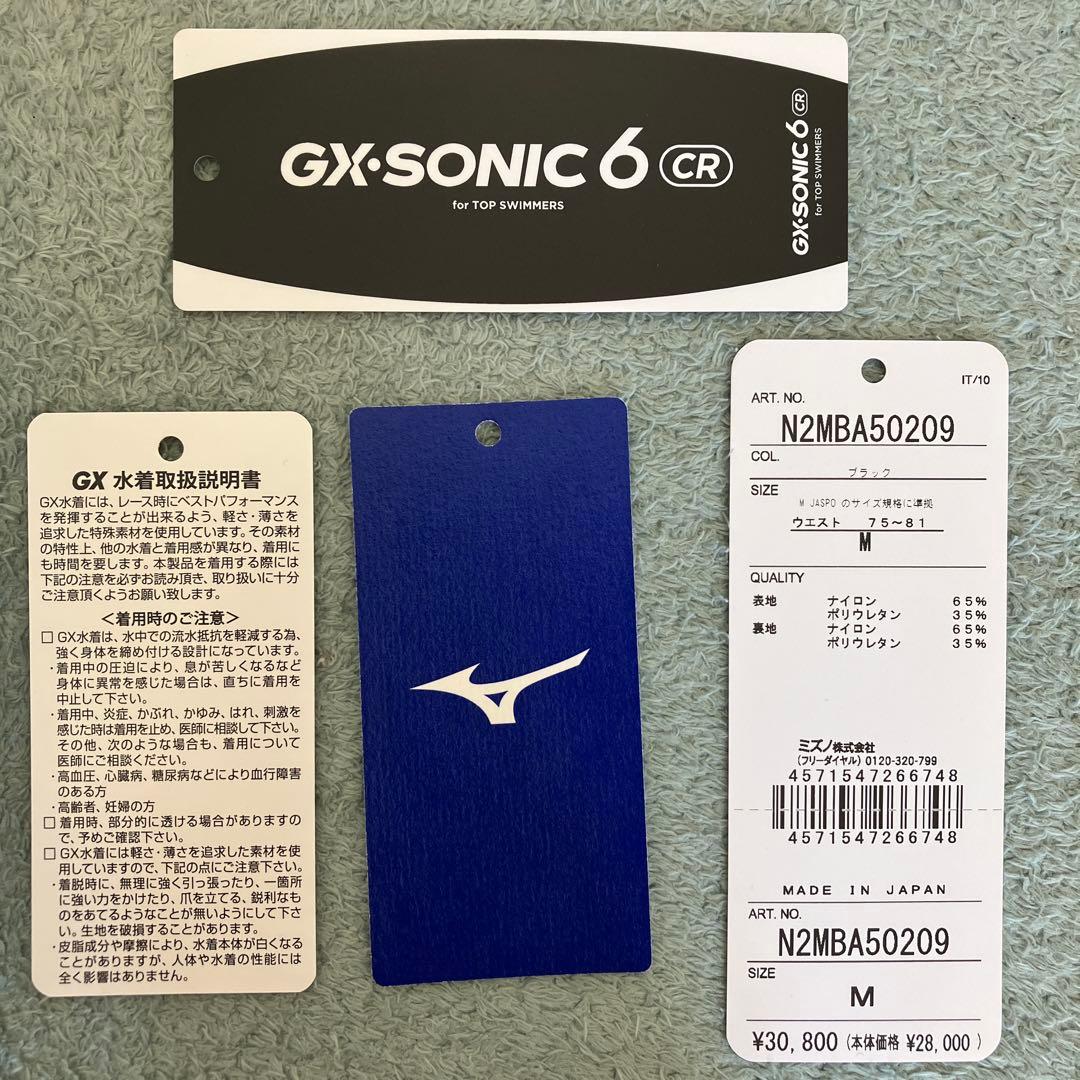 GX·SONIC 6 CR
for TOP SWIMMERS
GX·SONIC 6 CR
for TOP SWIMMERS
GX 水着取扱説明書
GX水着には、レース時にベストパフォーマンス
を発揮することが出来るよう、軽さ・薄さを
追求した特殊素材を使用しています。その素材
の特性上、他の水着と着用感が異なり、着用に
も時間を要します。本製品を着用する際には
下記の注意を必ずお読み頂き、取り扱いに十分
ご注意頂くようお願い致します。
＜着用時のご注意＞
□ GX水着は、水中での流水抵抗を軽減する為、
強く身体を締め付ける設計になっています。
・着用中の圧迫により、息が苦しくなるなど
身体に異常を感じた場合は、直ちに着用を
中止して下さい。
・着用中、炎症、かぶれ、かゆみ、はれ、刺激を
感じた時は着用を止め、医師に相談して下さい。
その他、次のような場合も、着用について
医師にご相談ください。
・高血圧、心臓病、糖尿病などにより血行障害
のある方
・高齢者、妊婦の方
□ 着用時、部分的に透ける場合がありますの
で、予めご確認下さい。
□ GX水着には軽さ・薄さを追求した素材を使
用していますので、下記の点にご注意下さい。
・着脱時に、無理に強く引っ張ったり、一箇所
に強い力をかけたり、爪を立てる、鋭利なも
のをあてるようなことが無いようにして下さ
い。生地を破損することがあります。
・皮脂成分や摩擦により、水着本体が白くなる
ことがありますが、人体や水着の性能には
全く影響はありません。
IT/10
ART. NO.
N2MBA50209
COL.
ブラック
SIZE
M JASPO のサイズ規格に準拠
ウエスト 75～81
M
QUALITY
表地 ナイロン 65%
ポリウレタン 35%
裏地 ナイロン 65%
ポリウレタン 35%
ミズノ株式会社
(フリーダイヤル) 0120-320-799
4571547266748
4571547266748
MADE IN JAPAN
ART. NO.
N2MBA50209
SIZE
M
¥30,800 (本体価格 ¥28,000 )